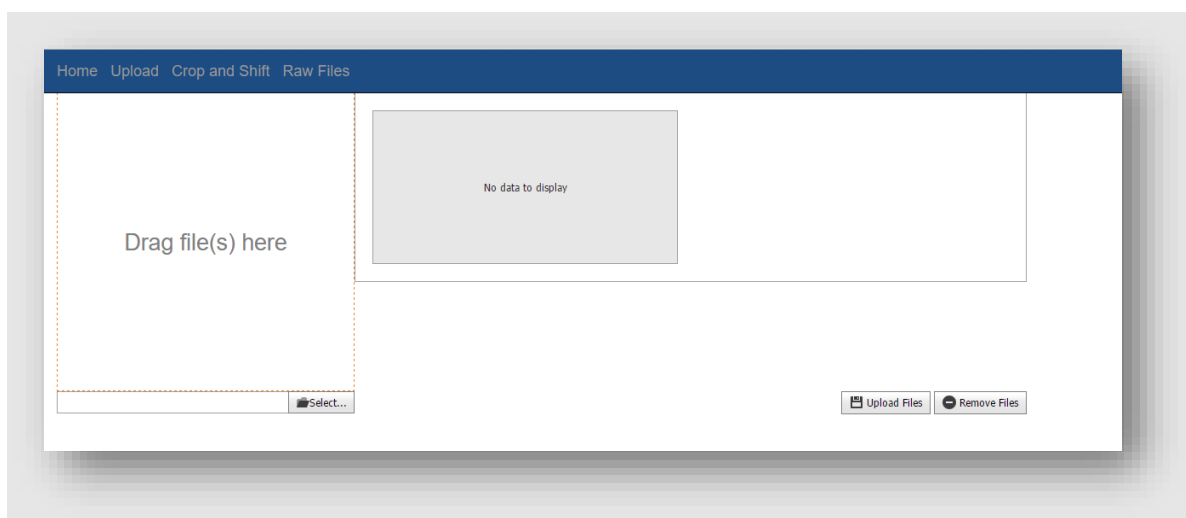 Home Upload Crop and Shift Raw Files
No data to display
Drag file(s) here
Select...
Upload Files
Remove Files